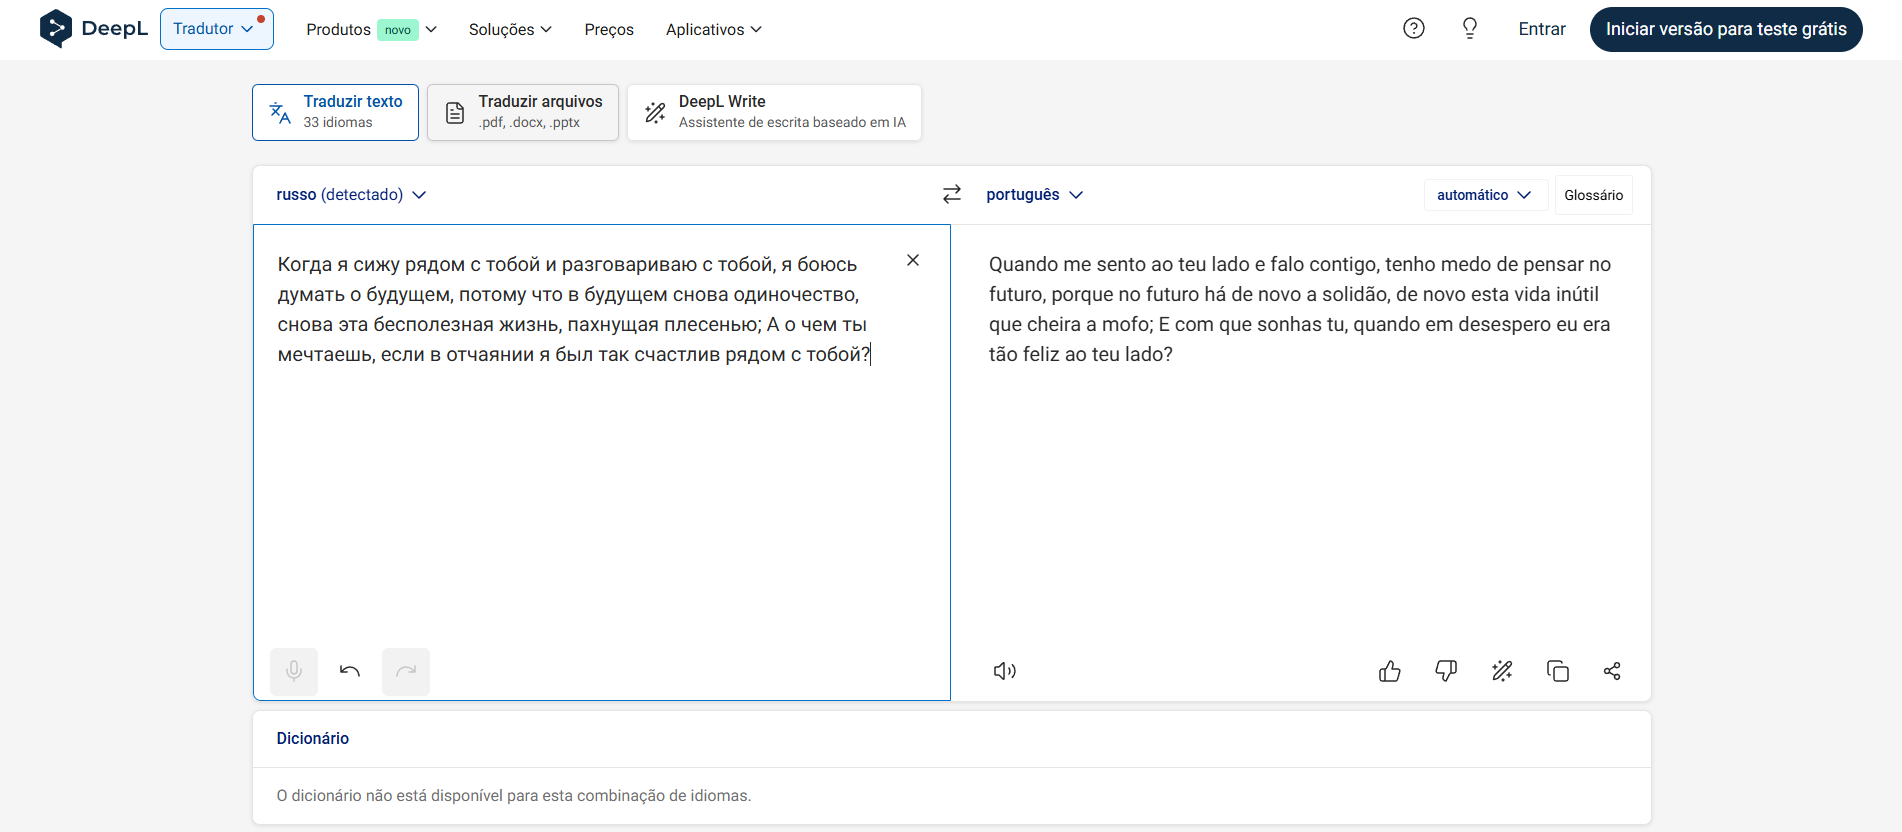 DeepL
Tradutor
Produtos novo
Soluções
Preços
Aplicativos
Entrar
Iniciar versão para teste grátis
Traduzir texto
33 idiomas
Traduzir arquivos
.pdf, .docx, .pptx
DeepL Write
Assistente de escrita baseado em IA
russo (detectado)
português
automático
Glossário
Когда я сижу рядом с тобой и разговариваю с тобой, я боюсь
думать о будущем, потому что в будущем снова одиночество,
снова эта бесполезная жизнь, пахнущая плесенью; А о чем ты
мечтаешь, если в отчаянии я был так счастлив рядом с тобой?
Quando me sento ao teu lado e falo contigo, tenho medo de pensar no
futuro, porque no futuro há de novo a solidão, de novo esta vida inútil
que cheira a mofo; E com que sonhas tu, quando em desespero eu era
tão feliz ao teu lado?
Dicionário
O dicionário não está disponível para esta combinação de idiomas.